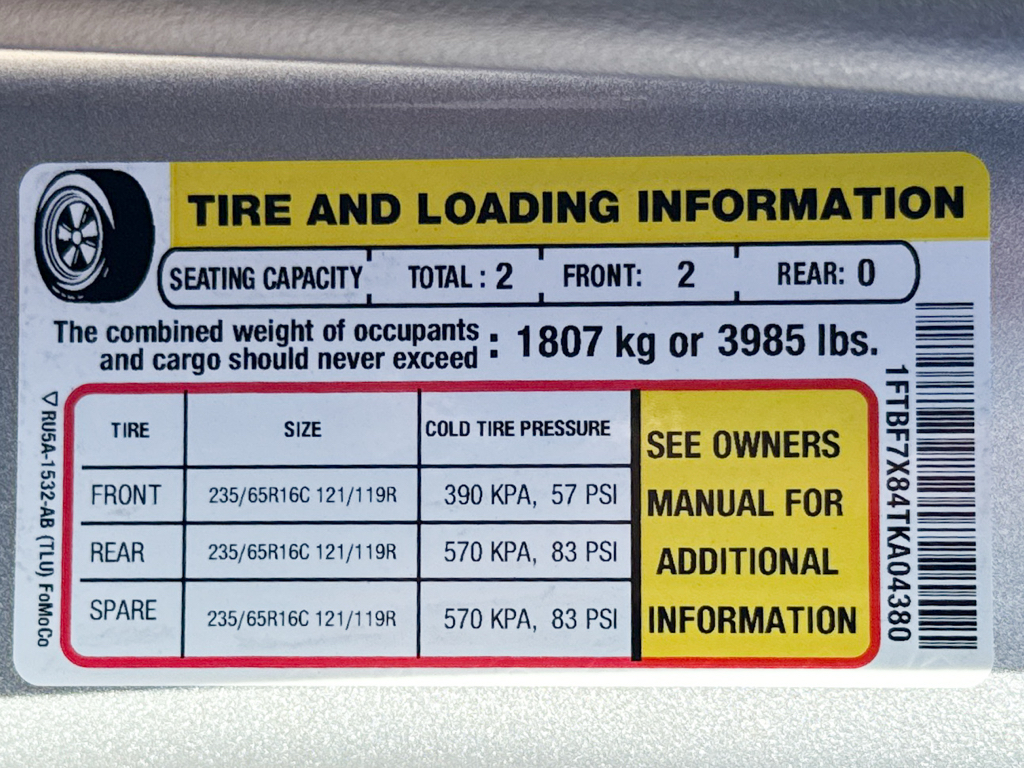 TIRE AND LOADING INFORMATION
SEATING CAPACITY TOTAL : 2 FRONT: 2 REAR: 0
The combined weight of occupants
and cargo should never exceed : 1807 kg or 3985 lbs.
TIRE SIZE COLD TIRE PRESSURE
FRONT 235/65R16C 121/119R 390 KPA, 57 PSI
REAR 235/65R16C 121/119R 570 KPA, 83 PSI
SPARE 235/65R16C 121/119R 570 KPA, 83 PSI
SEE OWNERS
MANUAL FOR
ADDITIONAL
INFORMATION
1FTBF7X84TKA04380
RU5A-1532-AB (TLU) FoMoCo